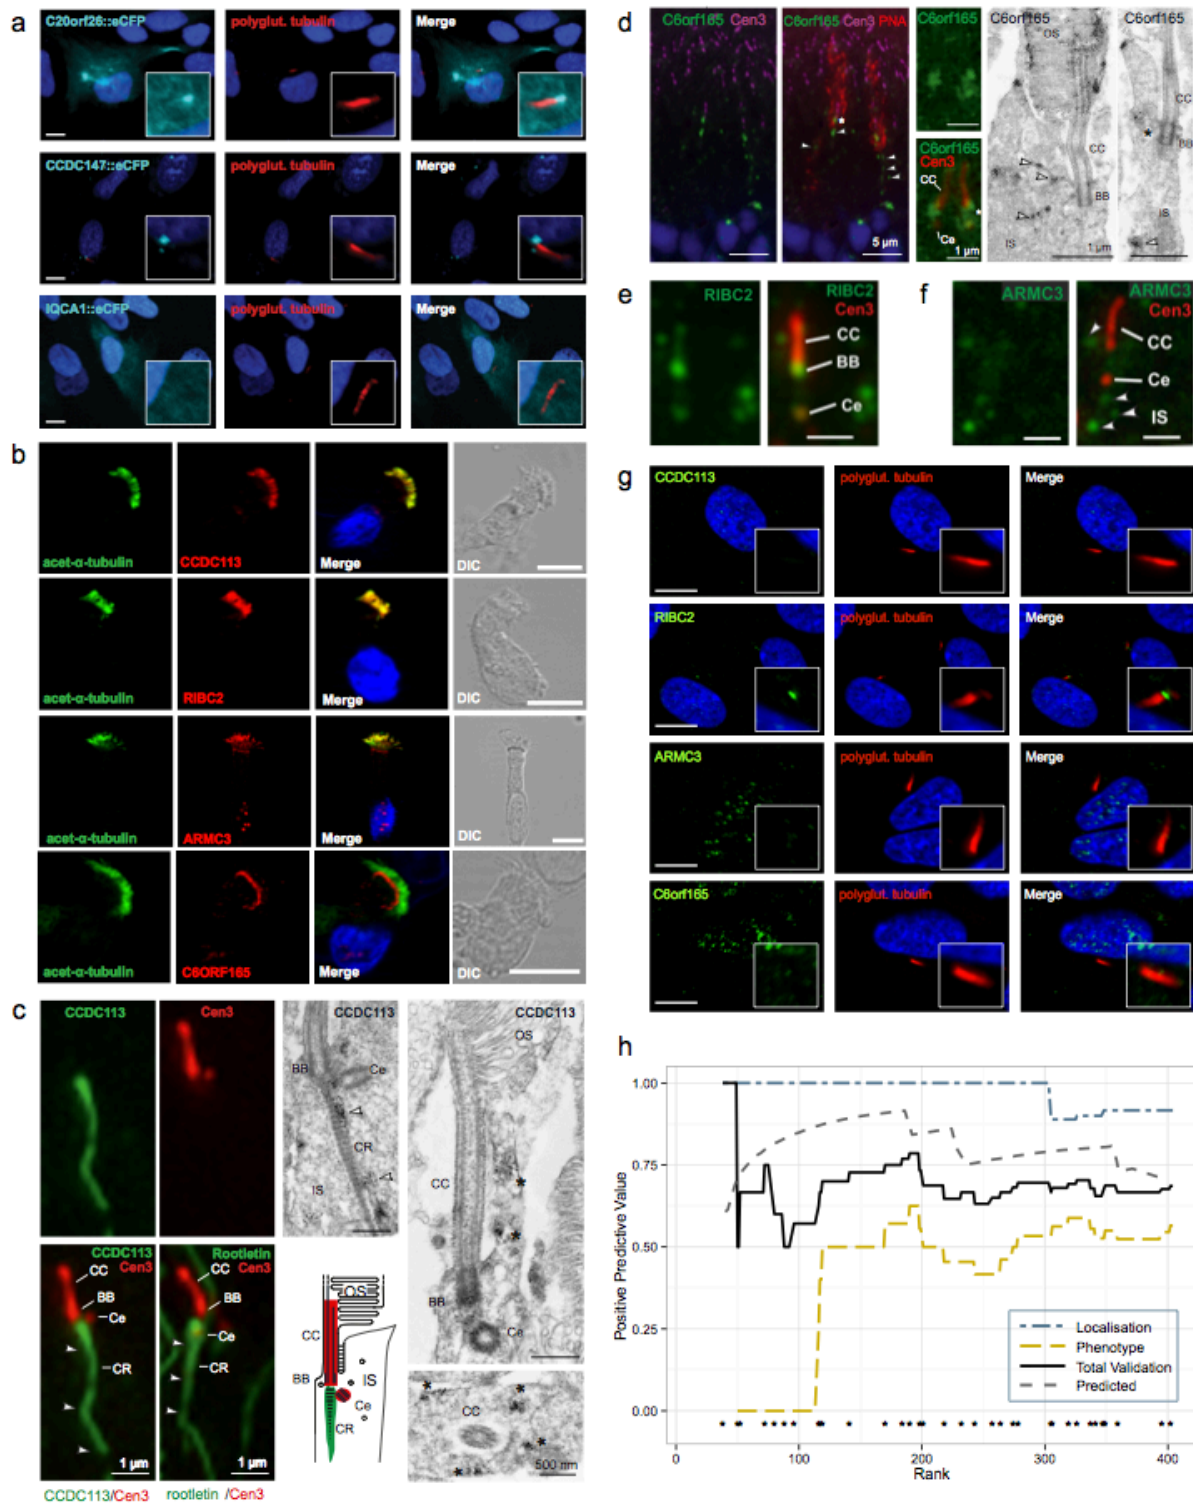 a
C20orf26::eCFP
polyglut. tubulin
Merge
CCDC147::eCFP
polyglut. tubulin
Merge
IQCA1::eCFP
polyglut. tubulin
Merge
b
acet-α-tubulin
CCDC113
Merge
DIC
acet-α-tubulin
RIBC2
Merge
DIC
acet-α-tubulin
ARMC3
Merge
DIC
acet-α-tubulin
C6ORF165
Merge
DIC
c
CCDC113
Cen3
CCDC113
BB
Ce
CR
IS
CCDC113
OS
CC
BB
Ce
CCDC113
Cen3
CC
BB
Ce
CR
1 µm
Rootletin
Cen3
CC
BB
Ce
CR
1 µm
CCDC113/Cen3
rootletin /Cen3
OS
CC
BB
IS
Ce
CR
CC
500 nm
d
C6orf165 Cen3
C6orf165 Cen3 PNA
5 µm
C6orf165
C6orf165
Cen3
CC
Ce
1 µm
C6orf165
OS
CC
BB
IS
1 µm
C6orf165
CC
BB
IS
e
RIBC2
RIBC2
Cen3
CC
BB
Ce
f
ARMC3
ARMC3
Cen3
CC
Ce
IS
g
CCDC113
polyglut. tubulin
Merge
RIBC2
polyglut. tubulin
Merge
ARMC3
polyglut. tubulin
Merge
C6orf165
polyglut. tubulin
Merge
h
Positive Predictive Value
1.00
0.75
0.50
0.25
0.00
Localisation
Phenotype
Total Validation
Predicted
0
100
200
300
400
Rank